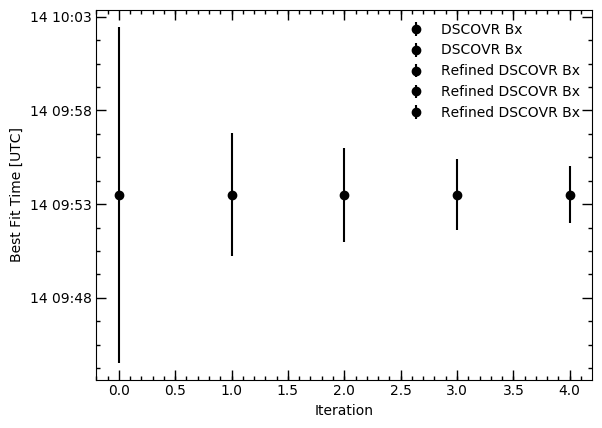 14 10:03
14 09:58
14 09:53
14 09:48
Best Fit Time [UTC]
DSCOVR Bx
DSCOVR Bx
Refined DSCOVR Bx
Refined DSCOVR Bx
Refined DSCOVR Bx
0.0 0.5 1.0 1.5 2.0 2.5 3.0 3.5 4.0
Iteration